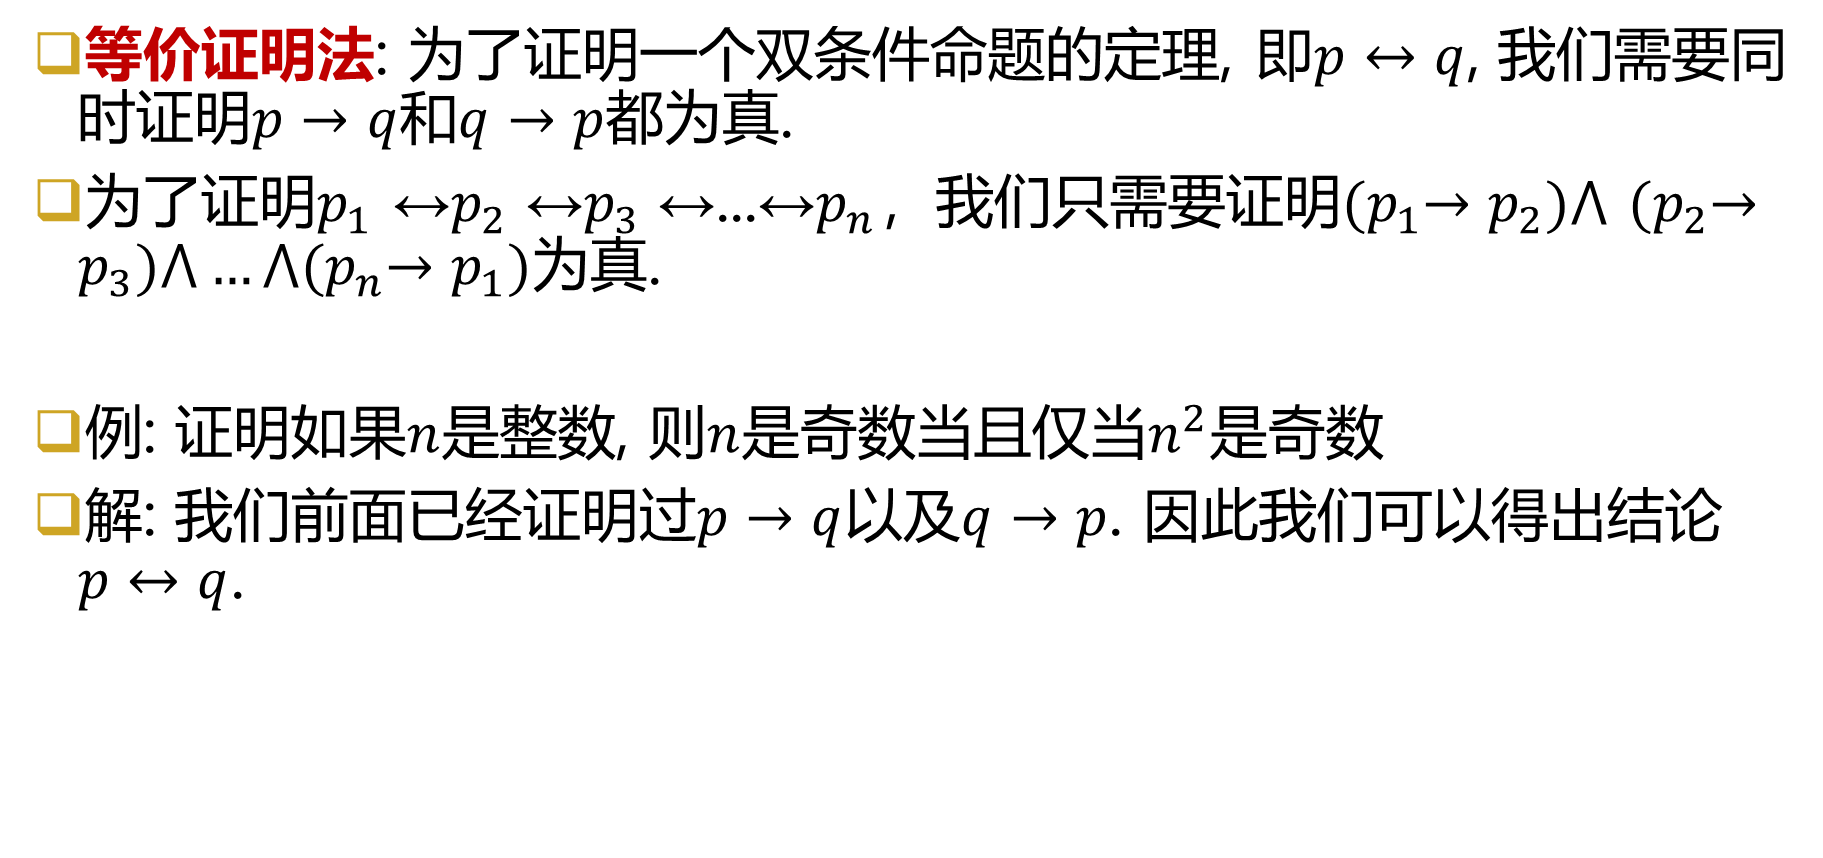 等价证明法: 为了证明一个双条件命题的定理, 即p ↔ q, 我们需要同
时证明p → q和q → p都为真.
为了证明p₁ ↔p₂ ↔p₃ ↔...↔pₙ , 我们只需要证明(p₁→ p₂)∧ (p₂→
p₃)∧ ... ∧(pₙ→ p₁)为真.
例: 证明如果n是整数, 则n是奇数当且仅当n²是奇数
解: 我们前面已经证明过p → q以及q → p. 因此我们可以得出结论
p ↔ q.